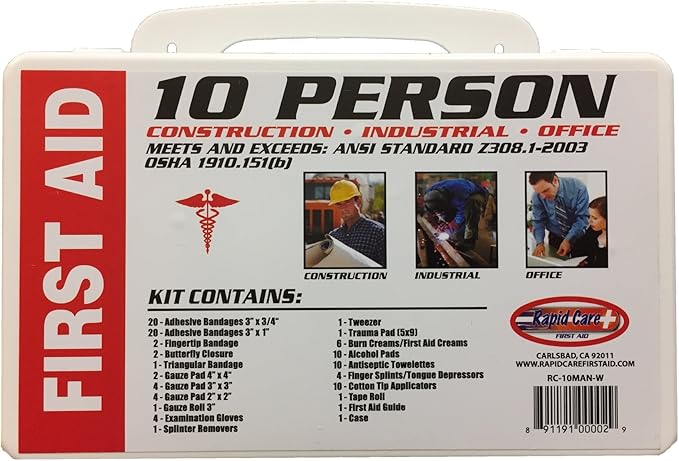 FIRST AID
10 PERSON
CONSTRUCTION • INDUSTRIAL • OFFICE
MEETS AND EXCEEDS: ANSI STANDARD Z308.1-2003
OSHA 1910.151(b)
CONSTRUCTION
INDUSTRIAL
OFFICE
KIT CONTAINS:
20 - Adhesive Bandages 3" x 3/4"
20 - Adhesive Bandages 3" x 1"
2 - Fingertip Bandage
2 - Butterfly Closure
1 - Triangular Bandage
2 - Gauze Pad 4" x 4"
4 - Gauze Pad 3" x 3"
4 - Gauze Pad 2" x 2"
1 - Gauze Roll 3"
4 - Examination Gloves
1 - Splinter Removers
1 - Tweezer
1 - Trauma Pad (5x9)
6 - Burn Creams/First Aid Creams
10 - Alcohol Pads
10 - Antiseptic Towelettes
4 - Finger Splints/Tongue Depressors
10 - Cotton Tip Applicators
1 - Tape Roll
1 - First Aid Guide
1 - Case
Rapid Care
FIRST AID
CARLSBAD, CA 92011
WWW.RAPIDCAREFIRSTAID.COM
RC-10MAN-W
8 91191 00002 9